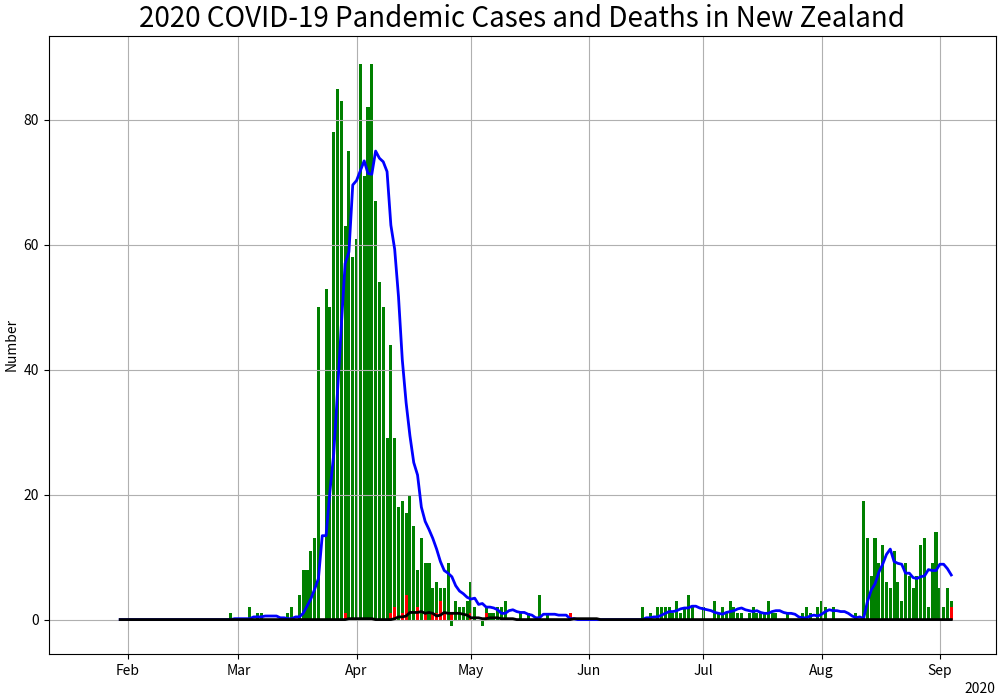 2020 COVID-19 Pandemic Cases and Deaths in New Zealand
Number
80
60
40
20
0
Feb Mar Apr May Jun Jul Aug Sep
2020